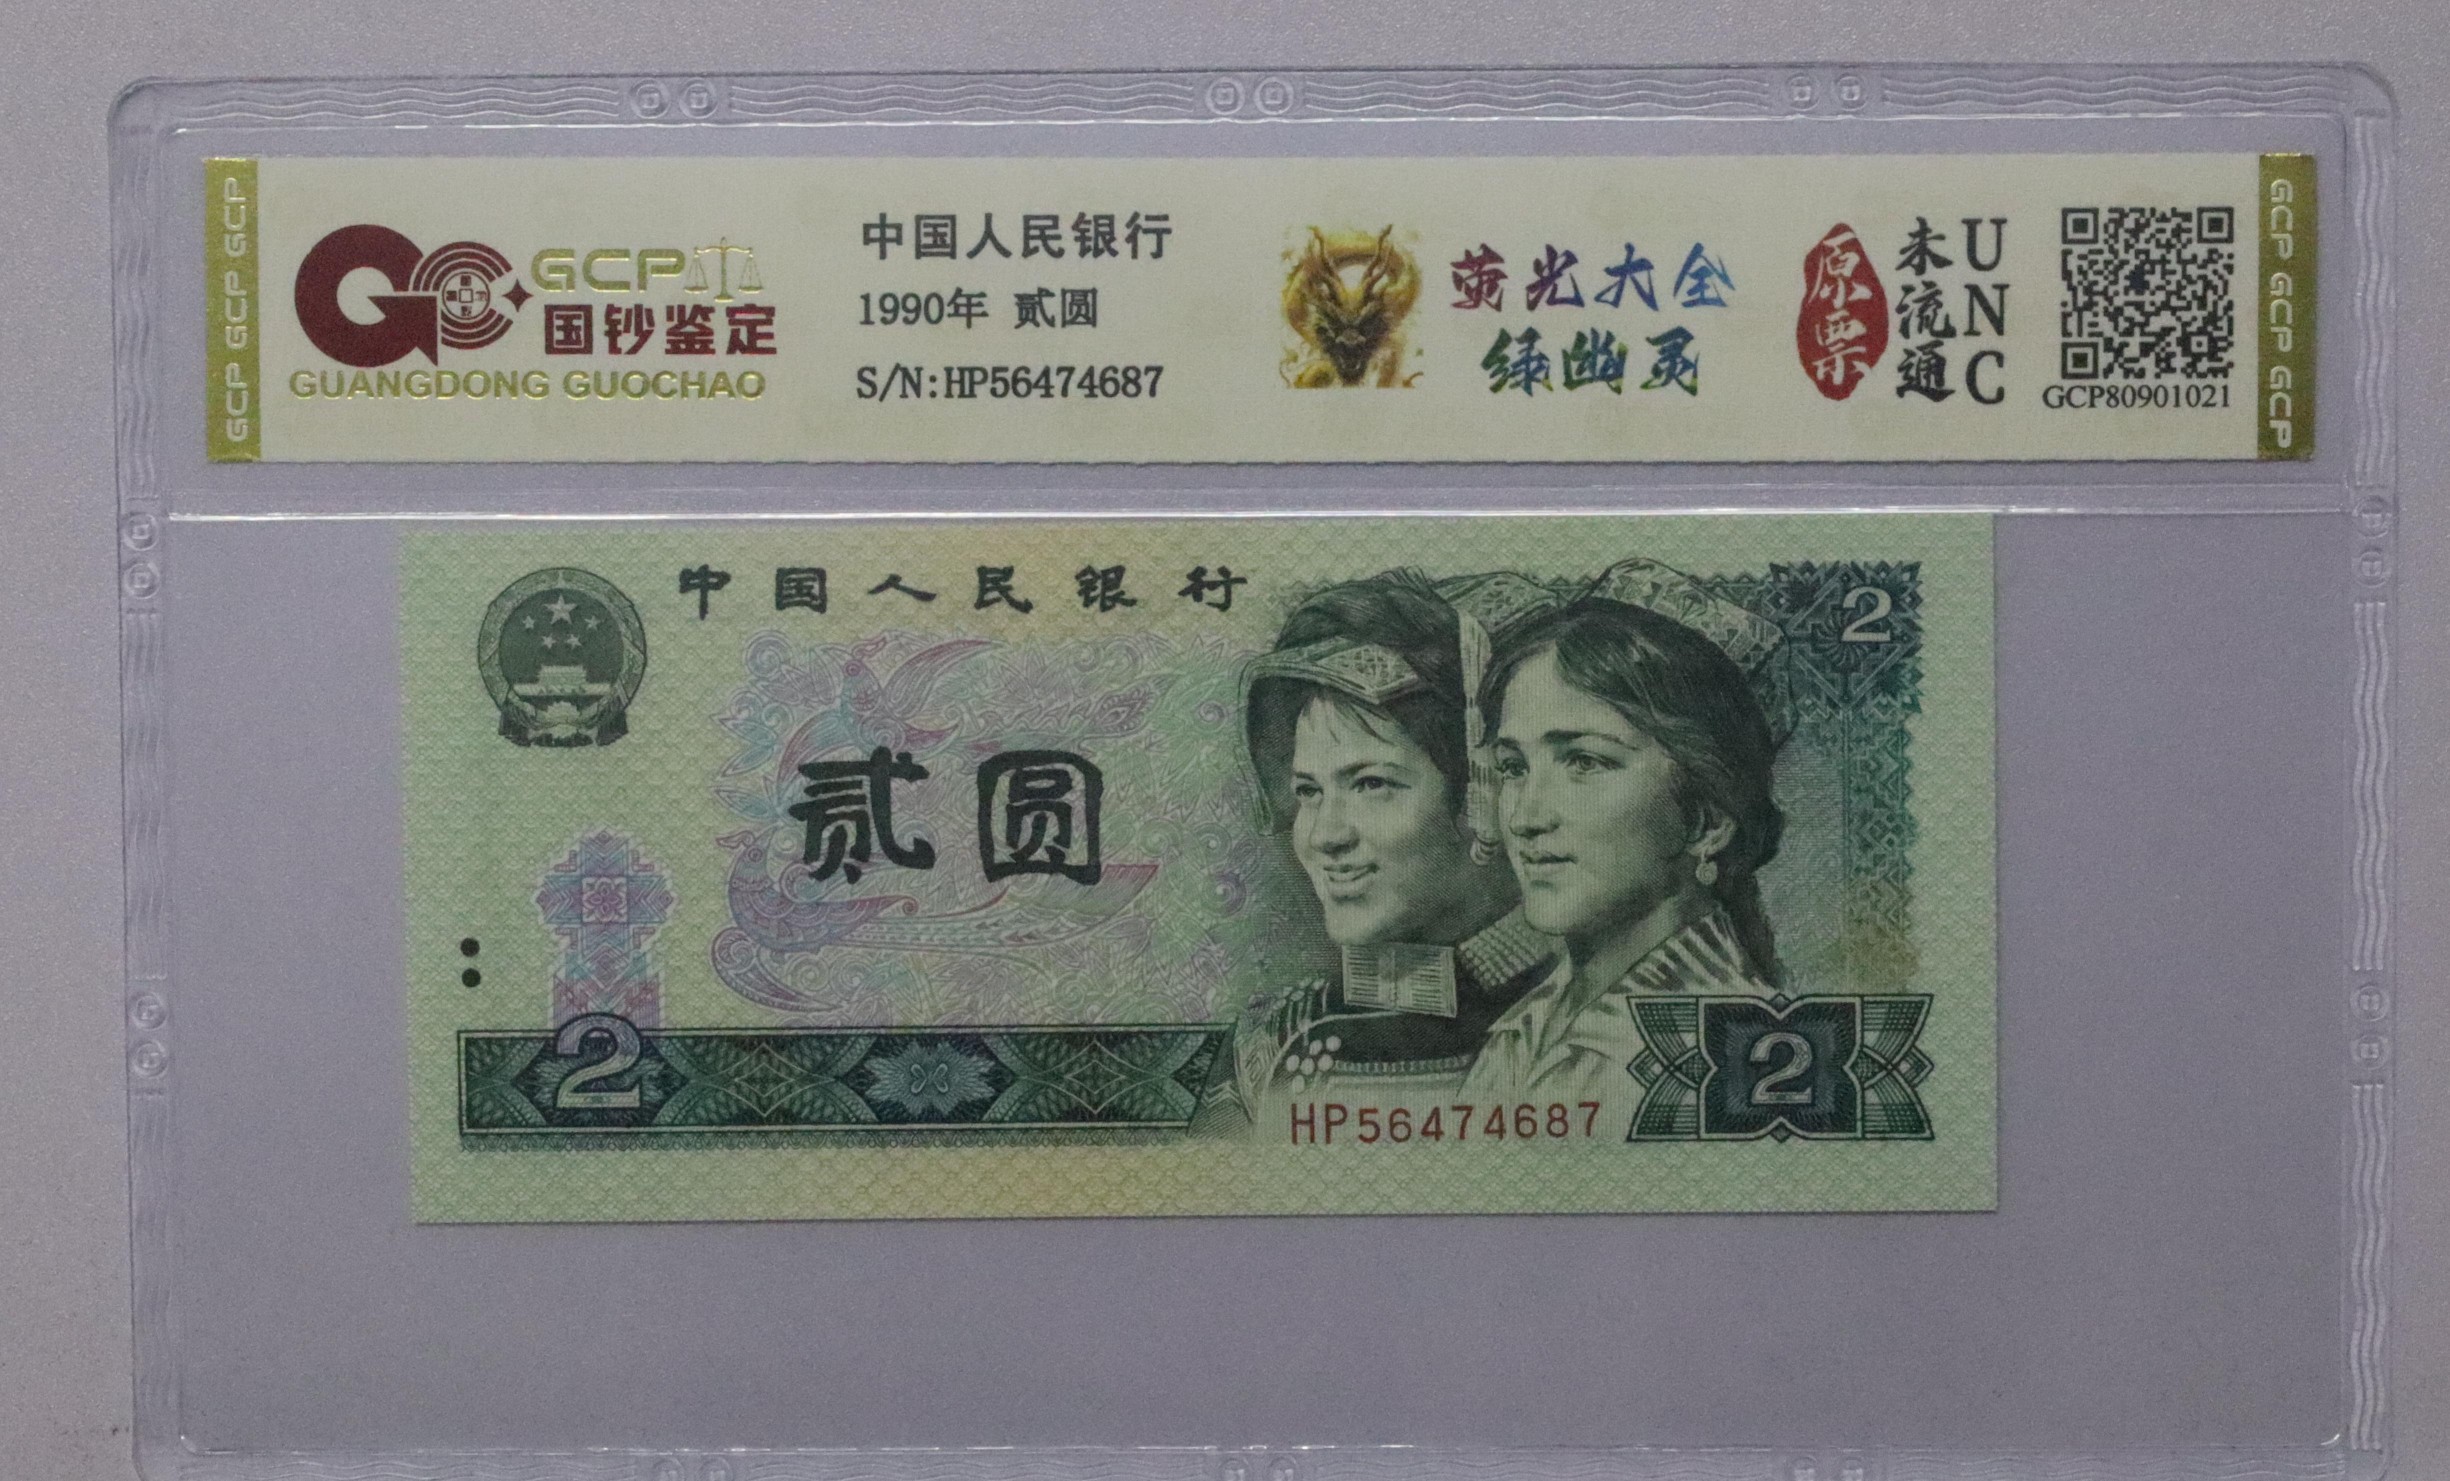 GCP GCP GCP
GCP
国钞鉴定
GUANGDONG GUOCHAO
中国人民银行
1990年 贰圆
S/N:HP56474687
荧光大全
绿幽灵
原票
未流通
UNC
GCP80901021
GCP GCP GCP
中国人民银行
2
贰圆
2
HP56474687
2